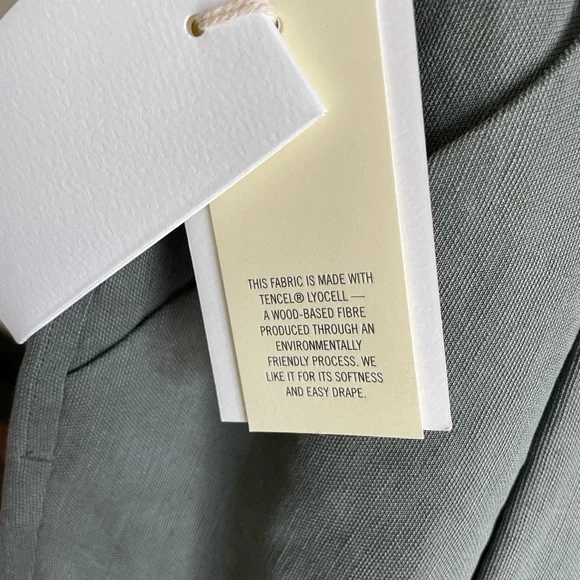 THIS FABRIC IS MADE WITH
TENCEL® LYOCELL —
A WOOD-BASED FIBRE
PRODUCED THROUGH AN
ENVIRONMENTALLY
FRIENDLY PROCESS. WE
LIKE IT FOR ITS SOFTNESS
AND EASY DRAPE.